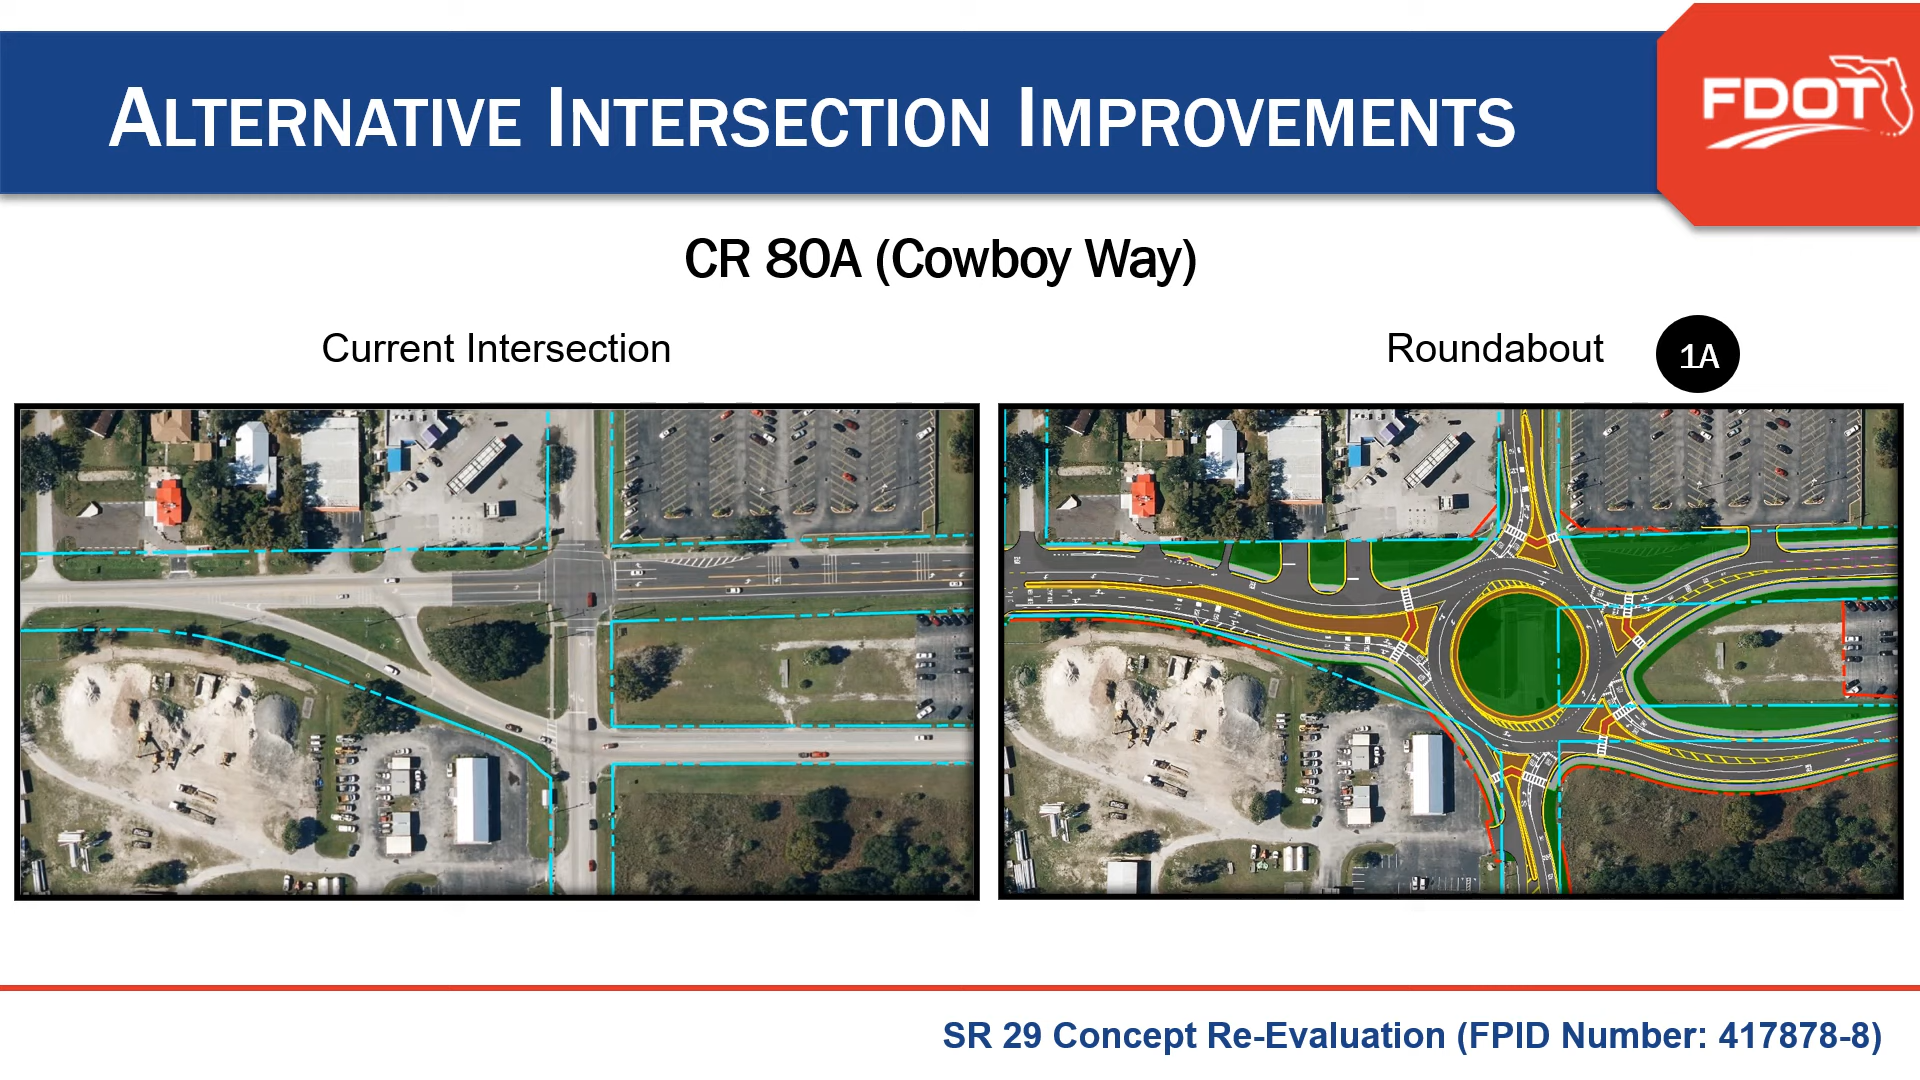 ALTERNATIVE INTERSECTION IMPROVEMENTS
FDOT
CR 80A (Cowboy Way)
Current Intersection
Roundabout
1A
SR 29 Concept Re-Evaluation (FPID Number: 417878-8)